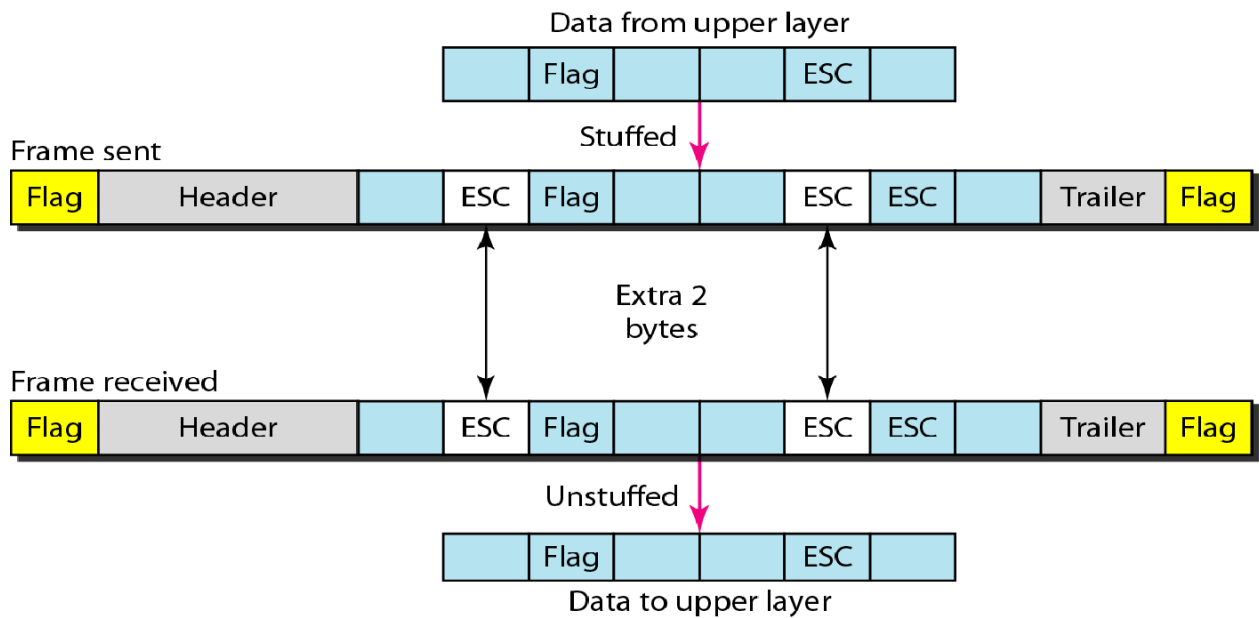 Data from upper layer
Flag ESC
Stuffed
Frame sent
Flag Header ESC Flag ESC ESC Trailer Flag
Extra 2
bytes
Frame received
Flag Header ESC Flag ESC ESC Trailer Flag
Unstuffed
Flag ESC
Data to upper layer